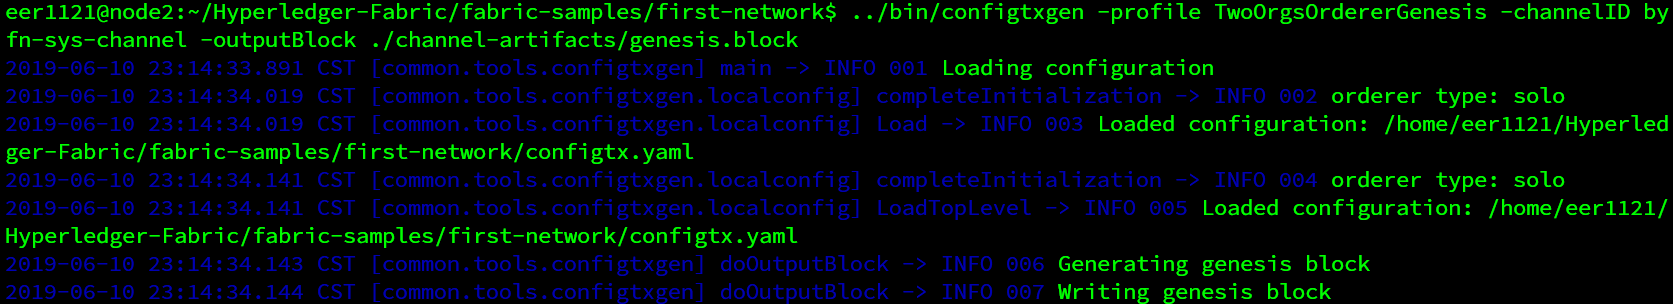 eer1121@node2:~/Hyperledger-Fabric/fabric-samples/first-network$ ../bin/configtxgen -profile TwoOrgsOrdererGenesis -channelID by
fn-sys-channel -outputBlock ./channel-artifacts/genesis.block
2019-06-10 23:14:33.891 CST [common.tools.configtxgen] main -> INFO 001 Loading configuration
2019-06-10 23:14:34.019 CST [common.tools.configtxgen.localconfig] completeInitialization -> INFO 002 orderer type: solo
2019-06-10 23:14:34.019 CST [common.tools.configtxgen.localconfig] Load -> INFO 003 Loaded configuration: /home/eer1121/Hyperled
ger-Fabric/fabric-samples/first-network/configtx.yaml
2019-06-10 23:14:34.141 CST [common.tools.configtxgen.localconfig] completeInitialization -> INFO 004 orderer type: solo
2019-06-10 23:14:34.141 CST [common.tools.configtxgen.localconfig] LoadTopLevel -> INFO 005 Loaded configuration: /home/eer1121/
Hyperledger-Fabric/fabric-samples/first-network/configtx.yaml
2019-06-10 23:14:34.143 CST [common.tools.configtxgen] doOutputBlock -> INFO 006 Generating genesis block
2019-06-10 23:14:34.144 CST [common.tools.configtxgen] doOutputBlock -> INFO 007 Writing genesis block